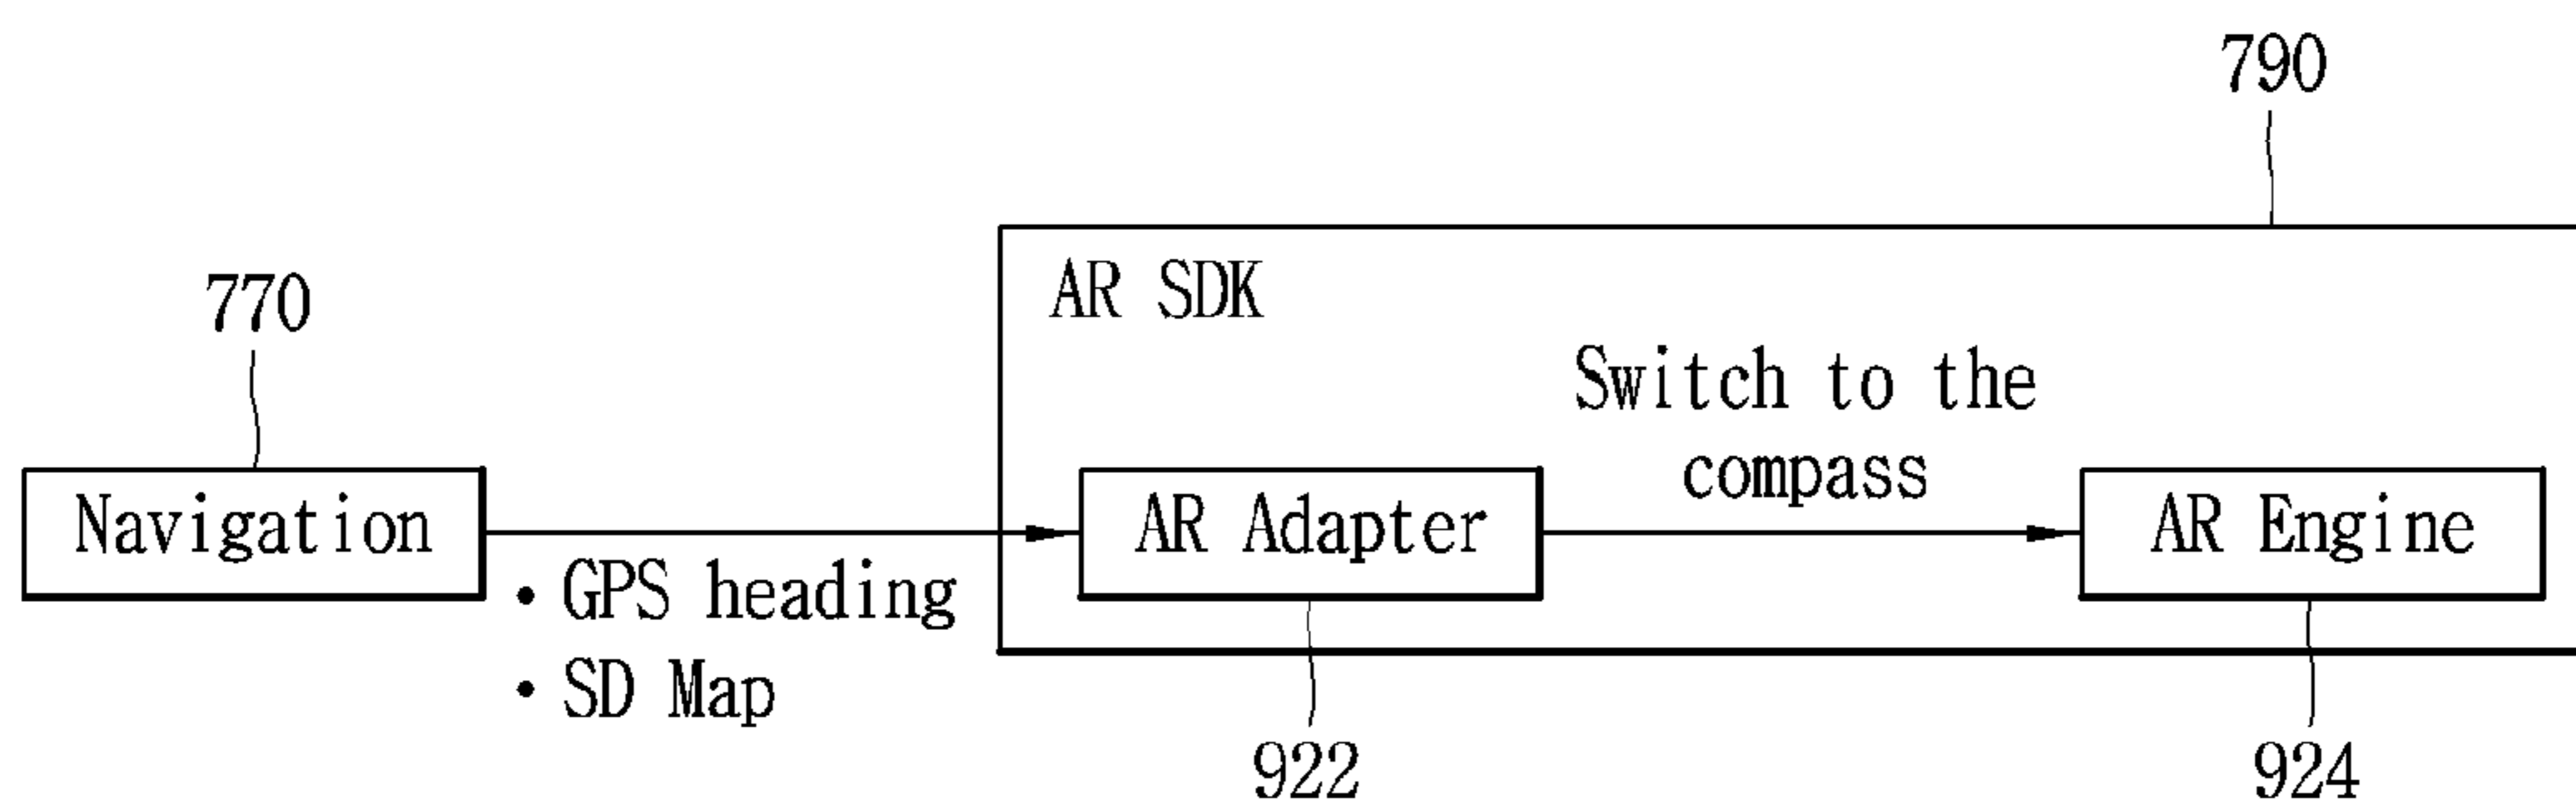 790
770
AR SDK
Switch to the
compass
Navigation
AR Adapter
AR Engine
• GPS heading
• SD Map
922
924